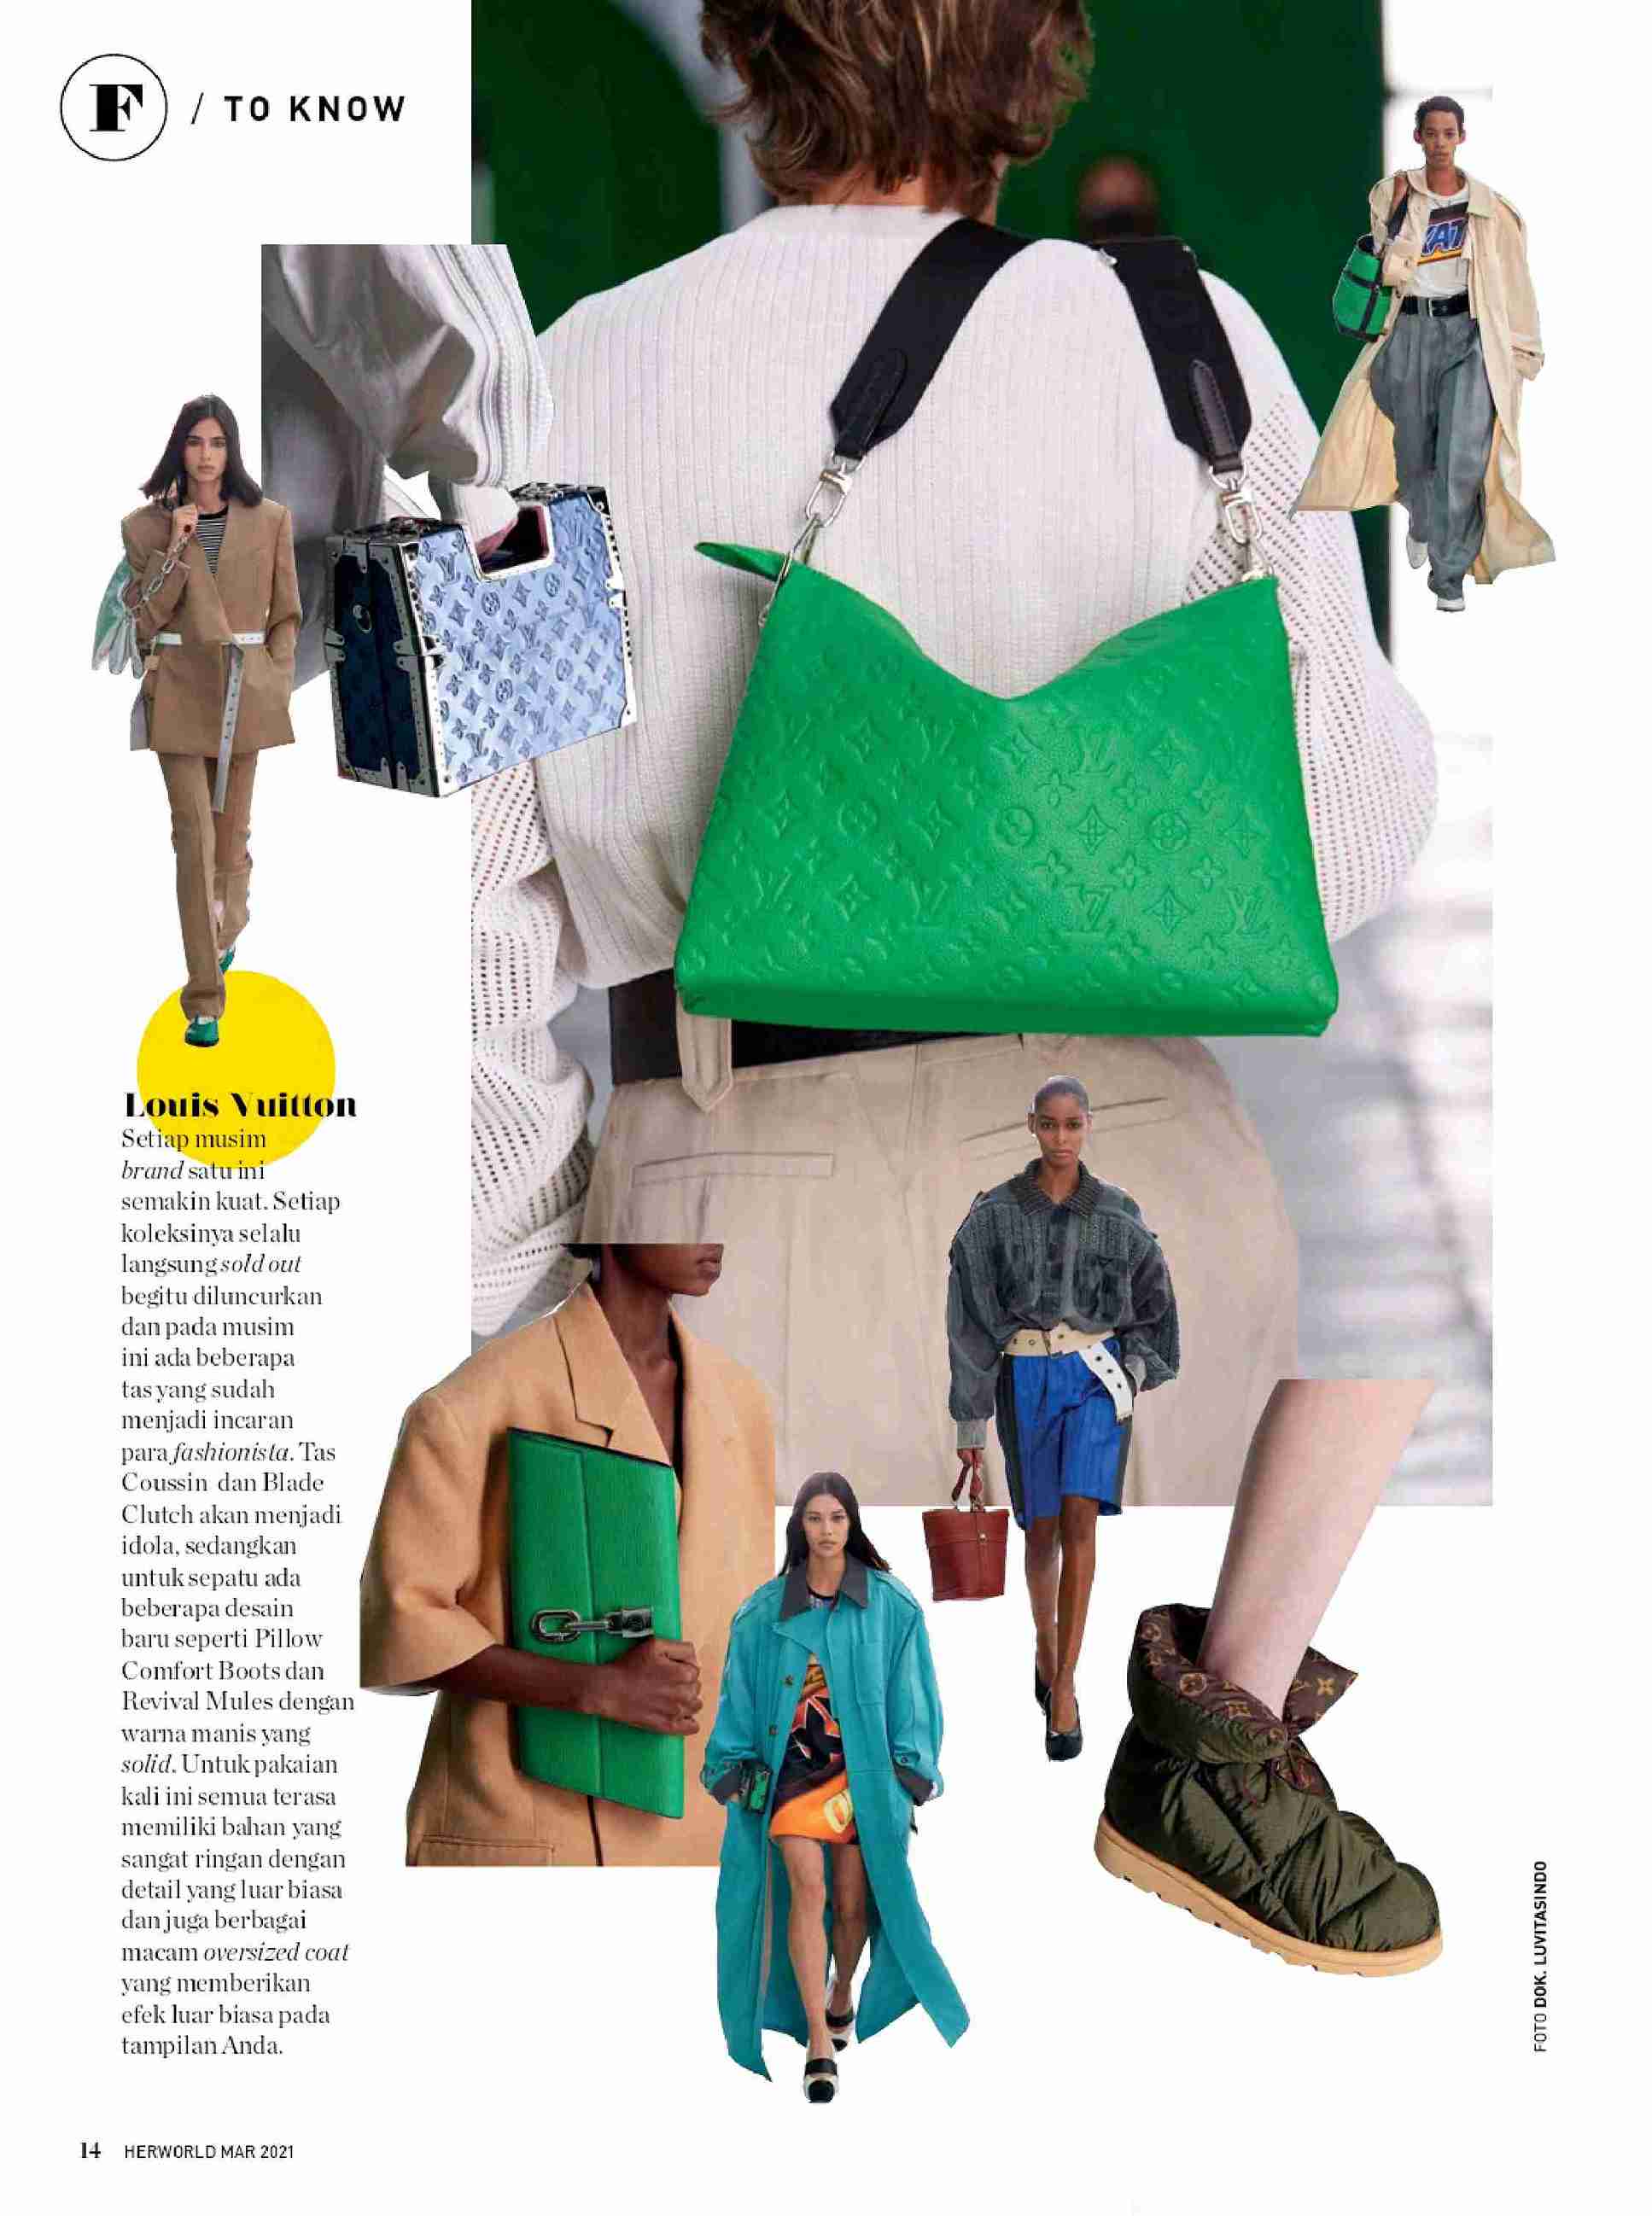 F / TO KNOW
Louis Vuitton
Setiap musim
brand satu ini
semakin kuat. Setiap
koleksinya selalu
langsung sold out
begitu diluncurkan
dan pada musim
ini ada beberapa
tas yang sudah
menjadi incaran
para fashionista. Tas
Coussin dan Blade
Clutch akan menjadi
idola, sedangkan
untuk sepatu ada
beberapa desain
baru seperti Pillow
Comfort Boots dan
Revival Mules dengan
warna manis yang
solid. Untuk pakaian
kali ini semua terasa
memiliki bahan yang
sangat ringan dengan
detail yang luar biasa
dan juga berbagai
macam oversized coat
yang memberikan
efek luar biasa pada
tampilan Anda.
FOTO DOK. LUVITASINDO
14 HERWORLD MAR 2021